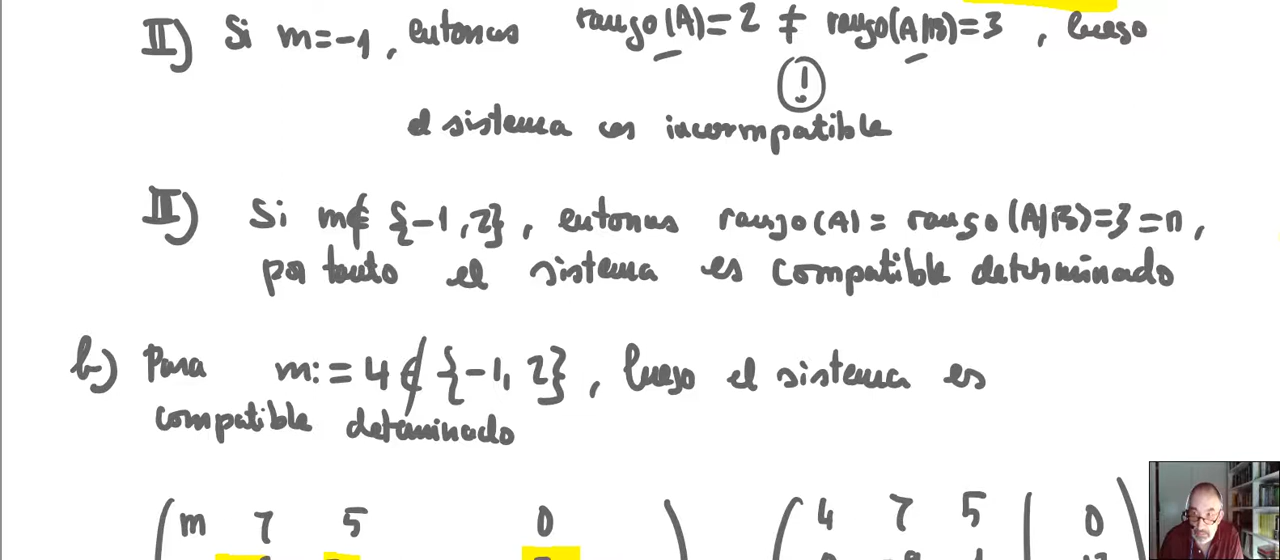 II) Si m=-1, entonces rango(A)=2 ≠ rango(A|B)=3, luego
!
el sistema es incompatible
II) Si m∉ {-1,2}, entonces rango(A) = rango(A|B)=3=n,
por tanto el sistema es compatible determinado
b) Para m:=4∉{-1,2}, luego el sistema es
compatible determinado
( m 7 5 0 ) ( 4 7 5 | 0 )